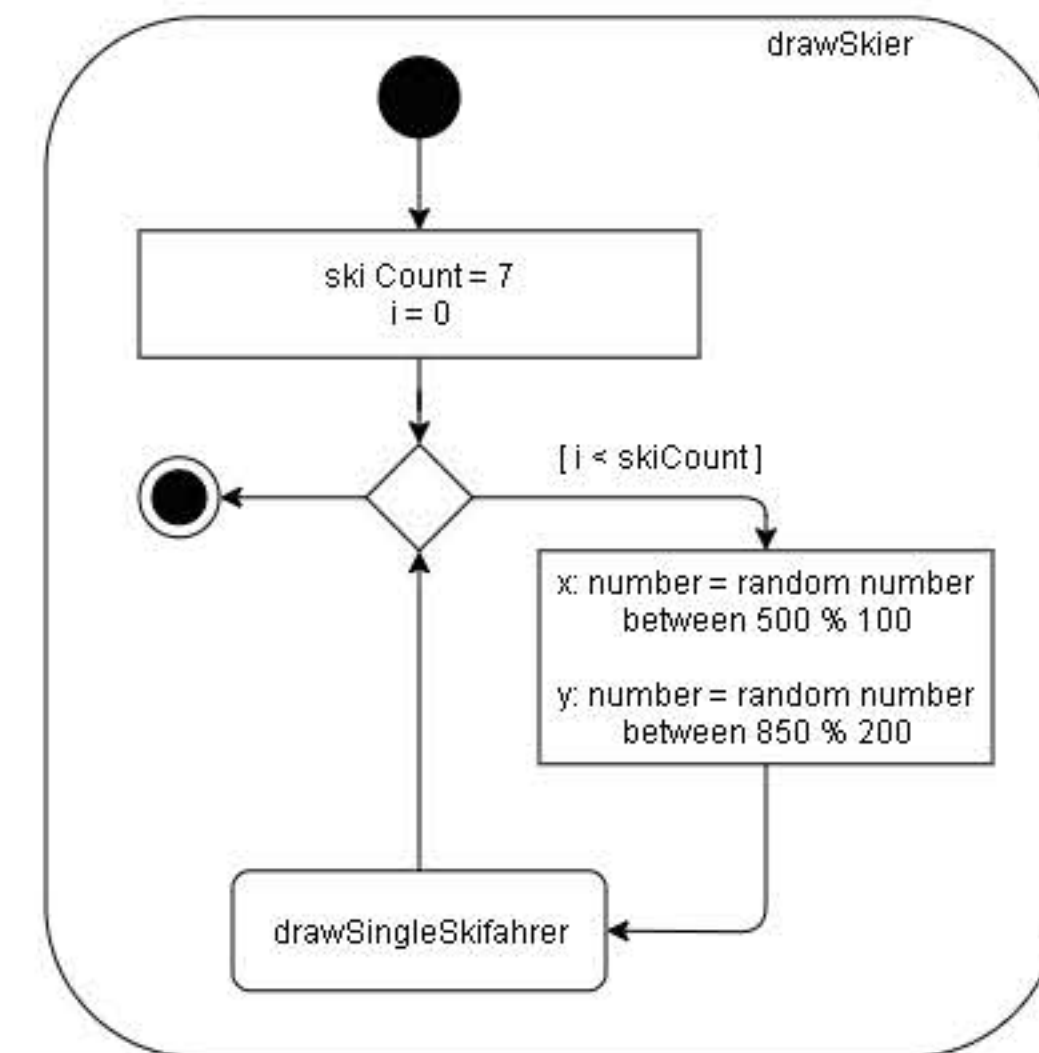 drawSkier
ski Count = 7
i = 0
[ i < skiCount ]
x: number = random number
between 500 % 100
y: number = random number
between 850 % 200
drawSingleSkifahrer